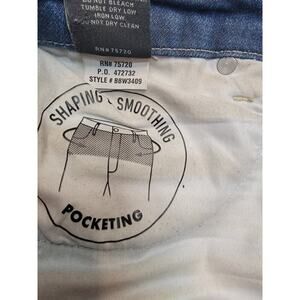 DO NOT BLEACH
TUMBLE DRY LOW
IRON LOW
DO NOT DRY CLEAN
RN# 75720
RN# 75720
P.O. 472732
STYLE # BBW3409
SHAPING & SMOOTHING
POCKETING